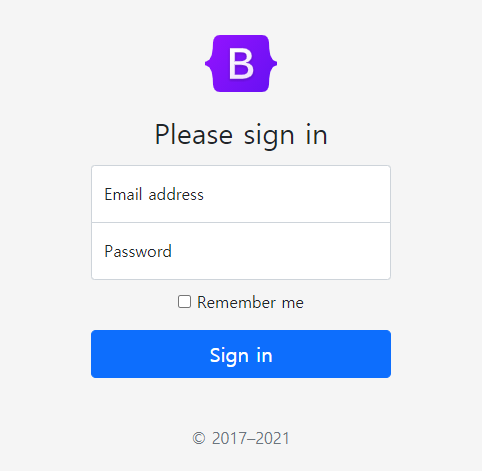 B
Please sign in
Email address
Password
Remember me
Sign in
© 2017–2021